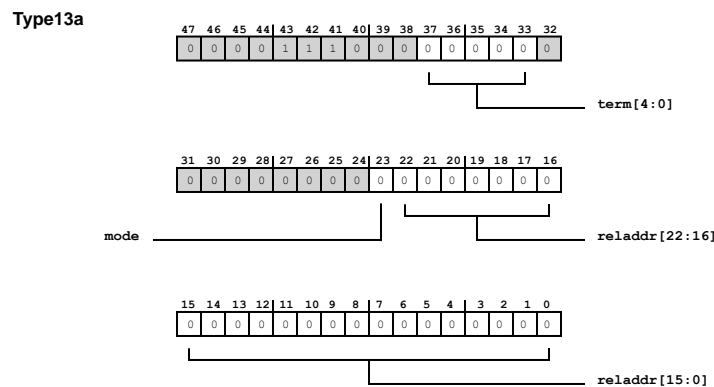 Type13a
47 46 45 44 43 42 41 40 39 38 37 36 35 34 33 32
0 0 0 0 1 1 1 0 0 0 0 0 0 0 0 0
term[4:0]
31 30 29 28 27 26 25 24 23 22 21 20 19 18 17 16
0 0 0 0 0 0 0 0 0 0 0 0 0 0 0 0
mode
reladdr[22:16]
15 14 13 12 11 10 9 8 7 6 5 4 3 2 1 0
0 0 0 0 0 0 0 0 0 0 0 0 0 0 0 0
reladdr[15:0]